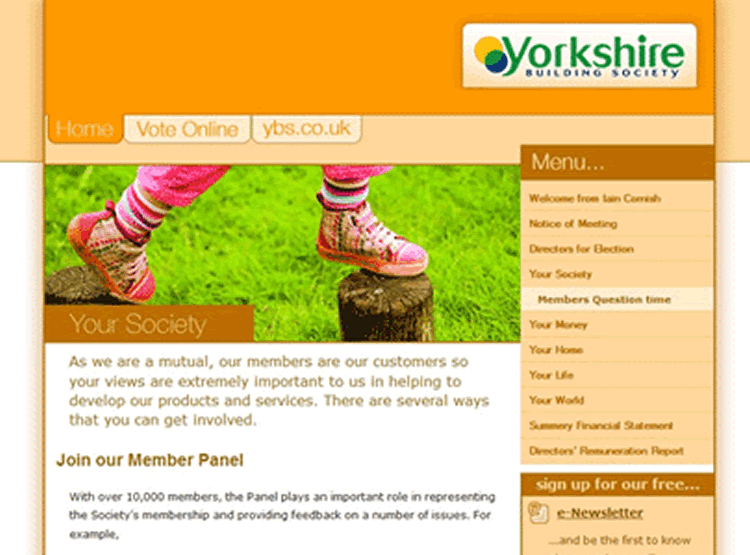 Yorkshire
BUILDING SOCIETY
Home
Vote Online
ybs.co.uk
Menu...
Welcome from Iain Cornish
Notice of Meeting
Directors for Election
Your Society
Members Question time
Your Money
Your Home
Your Life
Your World
Summery Financial Statement
Directors' Remuneration Report
sign up for our free...
e-Newsletter
...and be the first to know
Your Society
As we are a mutual, our members are our customers so
your views are extremely important to us in helping to
develop our products and services. There are several ways
that you can get involved.
Join our Member Panel
With over 10,000 members, the Panel plays an important role in representing
the Society's membership and providing feedback on a number of issues. For
example,